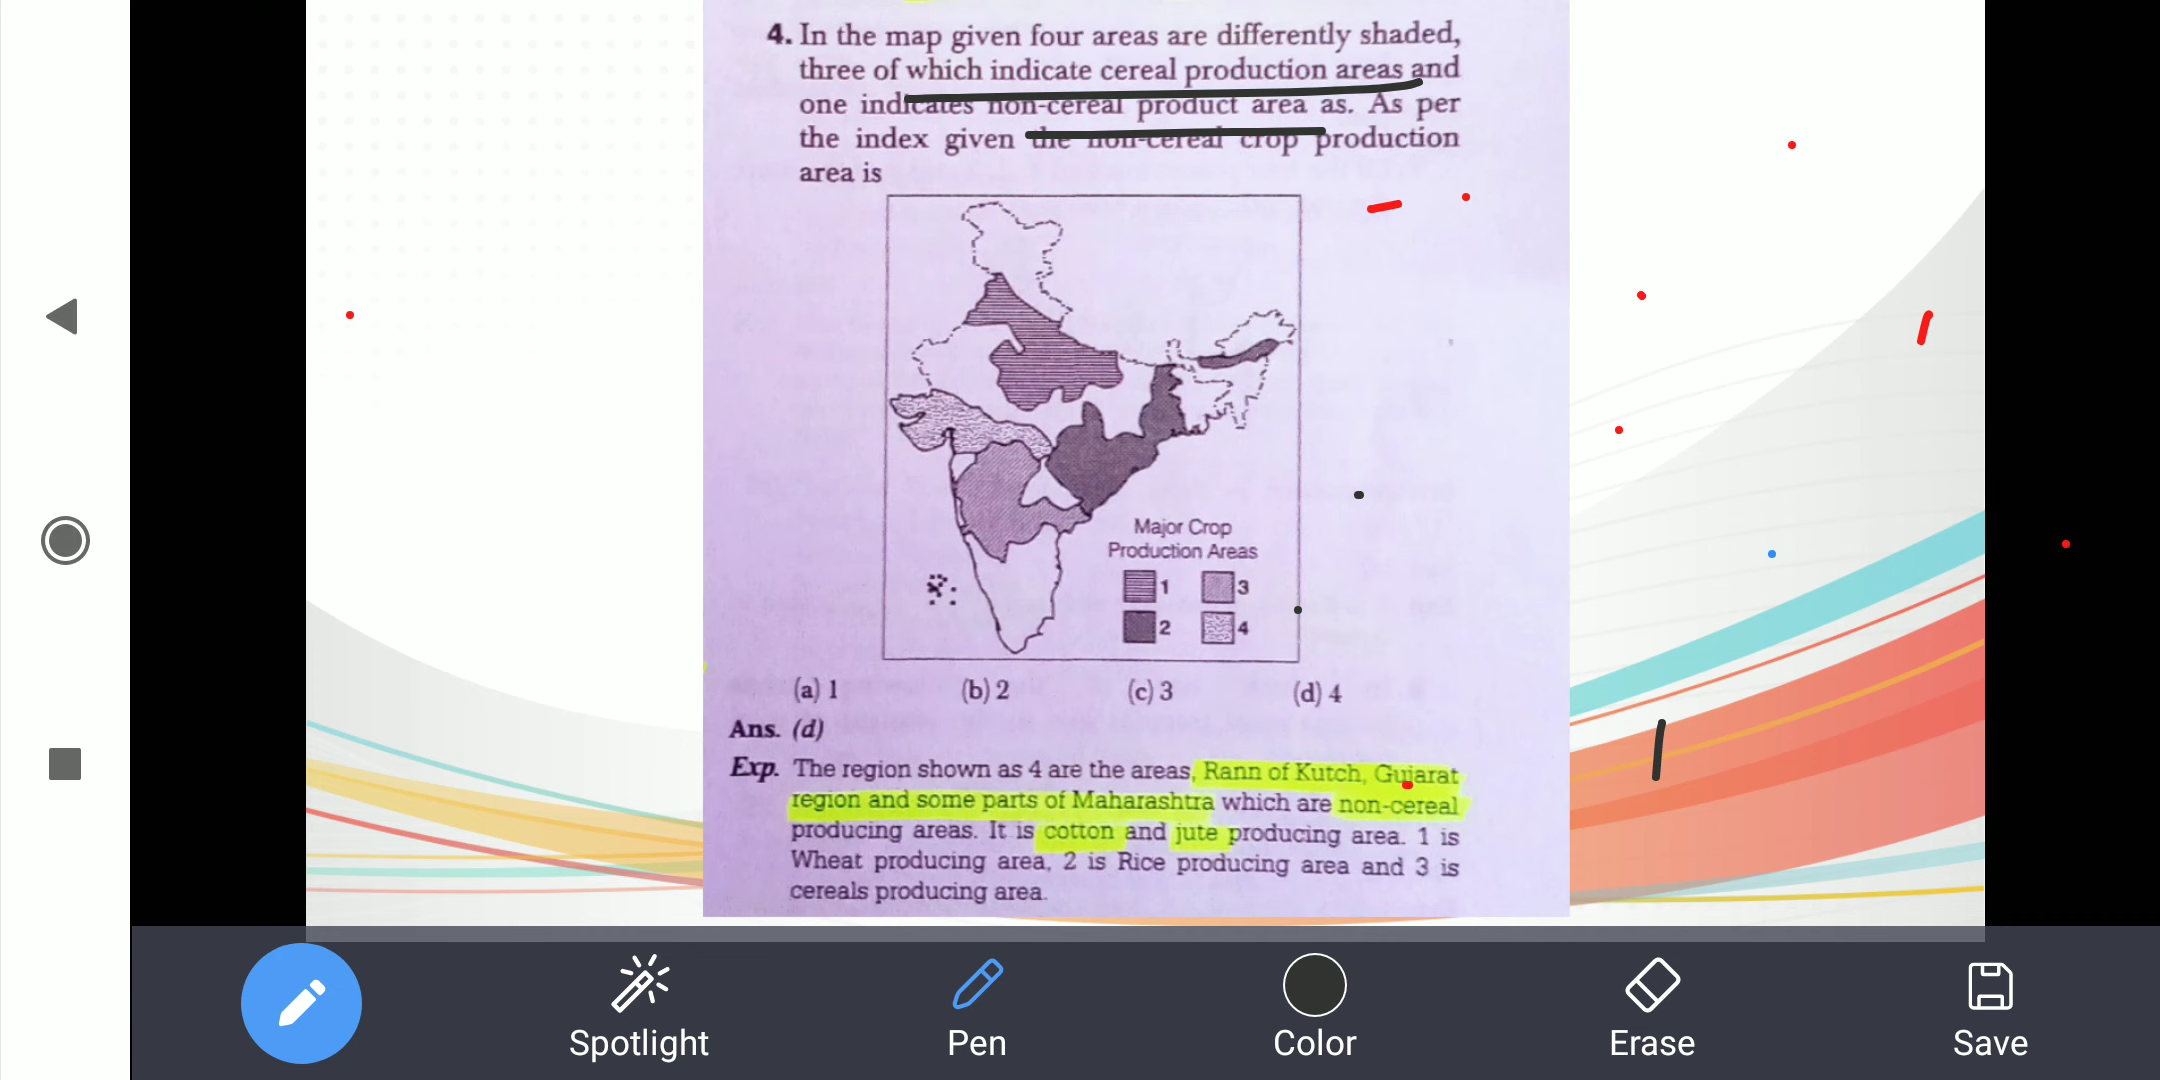 4. In the map given four areas are differently shaded,
three of which indicate cereal production areas and
one indicates non-cereal product area as. As per
the index given the non-cereal crop production
area is
Major Crop
Production Areas
1 3
2 4
(a) 1 (b) 2 (c) 3 (d) 4
Ans. (d)
Exp. The region shown as 4 are the areas, Rann of Kutch, Gujarat
region and some parts of Maharashtra which are non-cereal
producing areas. It is cotton and jute producing area. 1 is
Wheat producing area, 2 is Rice producing area and 3 is
cereals producing area.
Spotlight Pen Color Erase Save